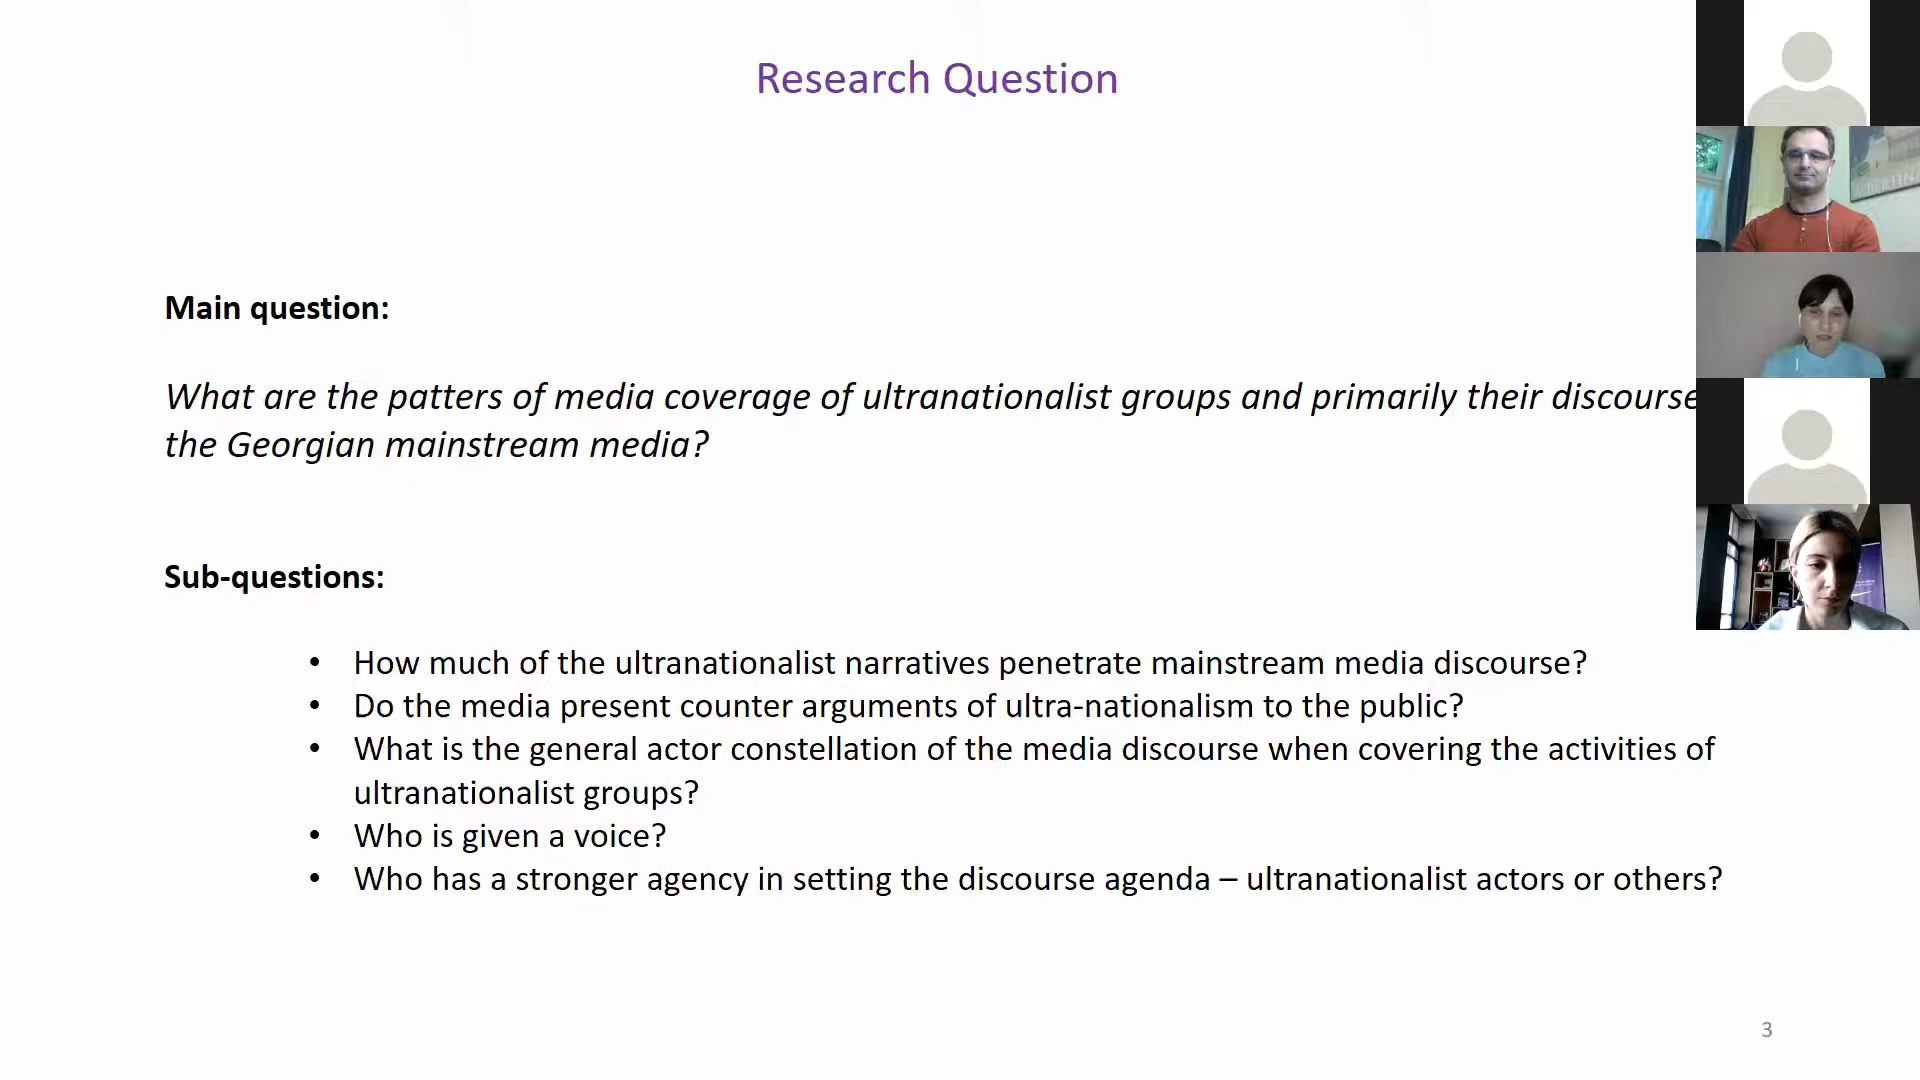 Research Question
Main question:
What are the patters of media coverage of ultranationalist groups and primarily their discourse
the Georgian mainstream media?
Sub-questions:
• How much of the ultranationalist narratives penetrate mainstream media discourse?
• Do the media present counter arguments of ultra-nationalism to the public?
• What is the general actor constellation of the media discourse when covering the activities of
ultranationalist groups?
• Who is given a voice?
• Who has a stronger agency in setting the discourse agenda – ultranationalist actors or others?
3